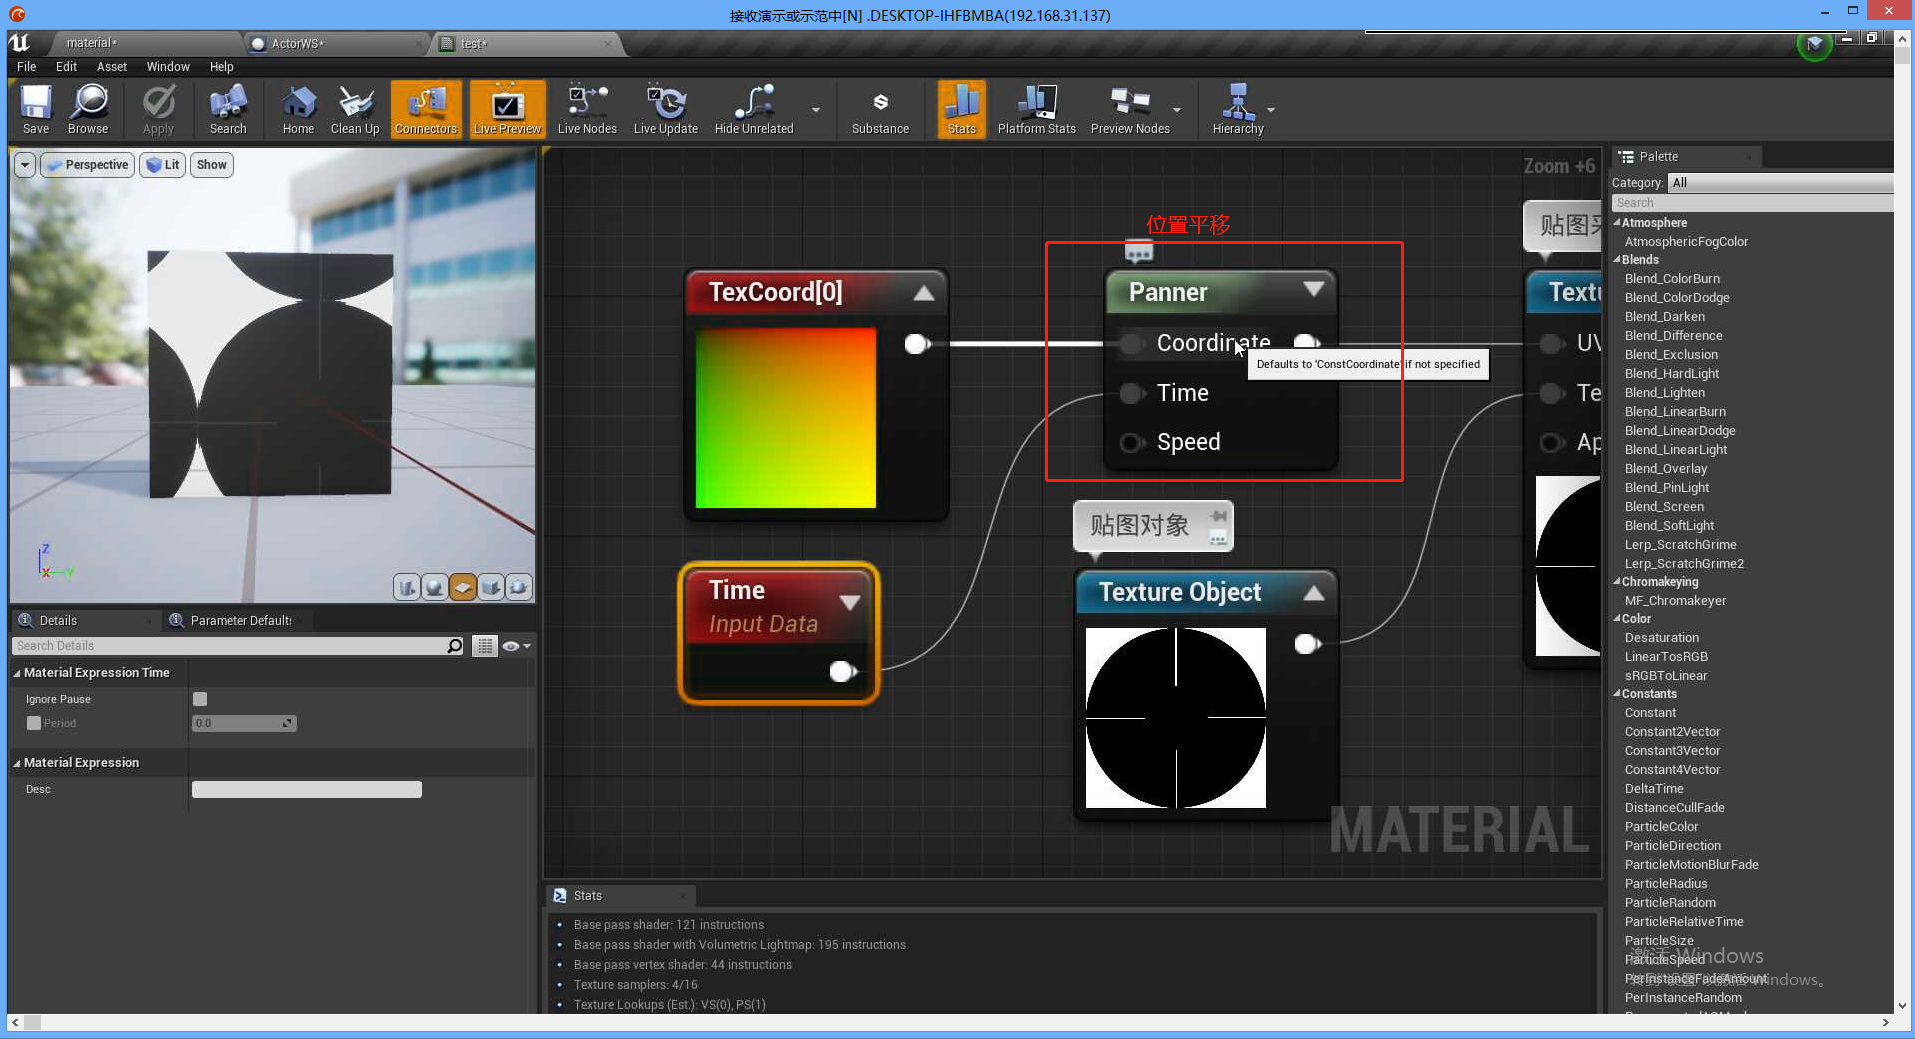 接收演示或示范中[N] .DESKTOP-IHFBMBA(192.168.31.137)
material*
ActorWS*
test*
File Edit Asset Window Help
Save Browse Apply Search Home Clean Up Connectors Live Preview Live Nodes Live Update Hide Unrelated Substance Stats Platform Stats Preview Nodes Hierarchy
Perspective Lit Show
Z
X
Y
Details
Parameter Default
Search Details
Material Expression Time
Ignore Pause
Period 0.0
Material Expression
Desc
Zoom +6
位置平移
TexCoord[0]
Panner
Coordinate
Defaults to 'ConstCoordinate' if not specified
Time
Speed
贴图对象
Time
Input Data
Texture Object
贴图
Text
UV
Te
Ap
MATERIAL
Stats
Base pass shader: 121 instructions
Base pass shader with Volumetric Lightmap: 195 instructions
Base pass vertex shader: 44 instructions
Texture samplers: 4/16
Texture Lookups (Est.): VS(0), PS(1)
Palette
Category: All
Search
Atmosphere
AtmosphericFogColor
Blends
Blend_ColorBurn
Blend_ColorDodge
Blend_Darken
Blend_Difference
Blend_Exclusion
Blend_HardLight
Blend_Lighten
Blend_LinearBurn
Blend_LinearDodge
Blend_LinearLight
Blend_Overlay
Blend_PinLight
Blend_Screen
Blend_SoftLight
Lerp_ScratchGrime
Lerp_ScratchGrime2
Chromakeying
MF_Chromakeyer
Color
Desaturation
LinearTosRGB
sRGBToLinear
Constants
Constant
Constant2Vector
Constant3Vector
Constant4Vector
DeltaTime
DistanceCullFade
ParticleColor
ParticleDirection
ParticleMotionBlurFade
ParticleRadius
ParticleRandom
ParticleRelativeTime
ParticleSize
ParticleSpeed
激活 Windows
PerInstanceFadeAmount
Windows。
PerInstanceRandom